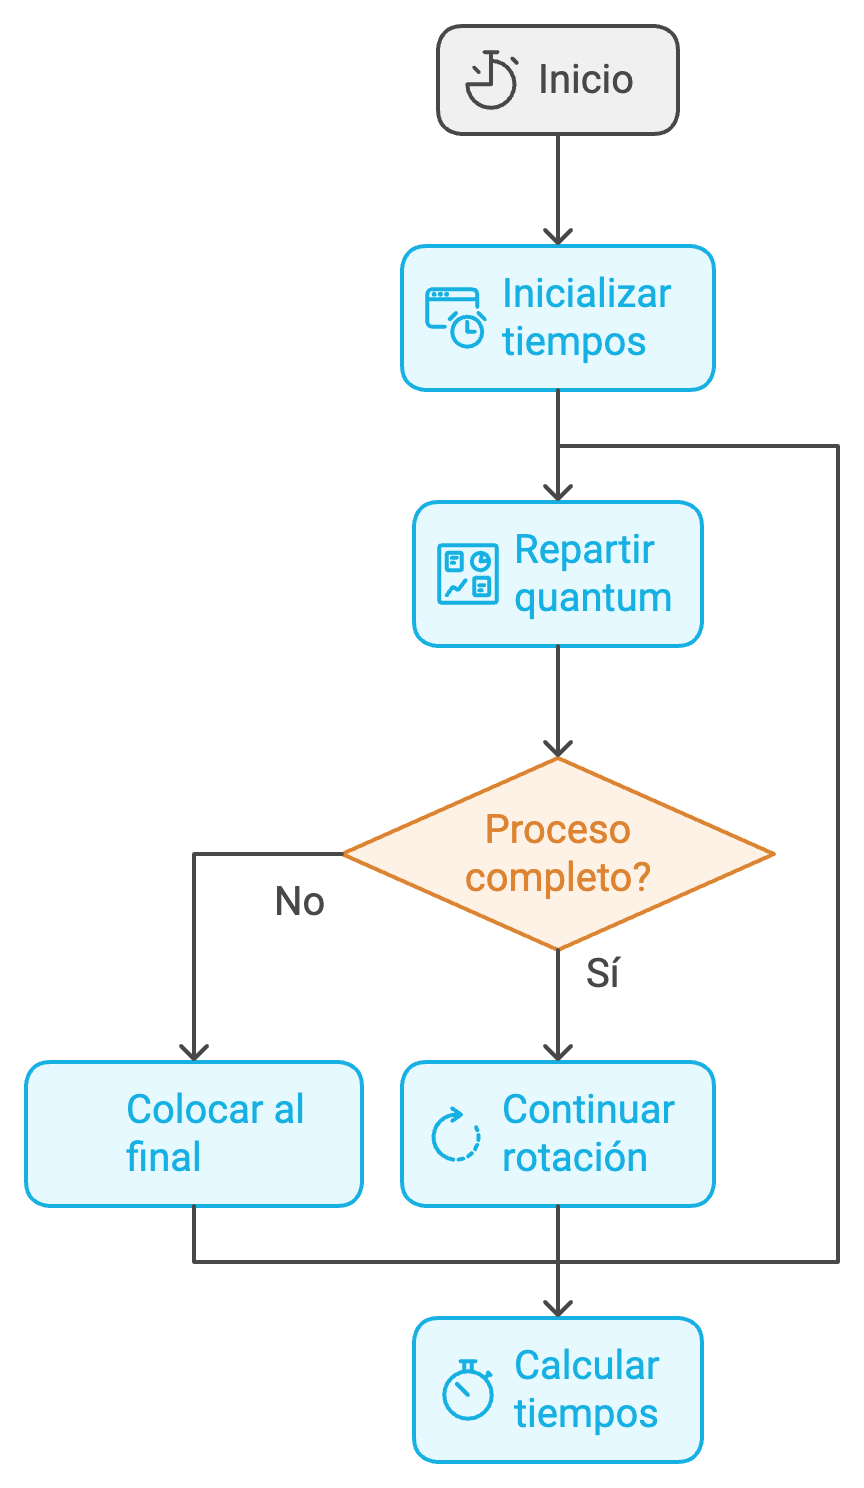 Inicio
Inicializar
tiempos
Repartir
quantum
Proceso
completo?
No
Sí
Colocar al
final
Continuar
rotación
Calcular
tiempos